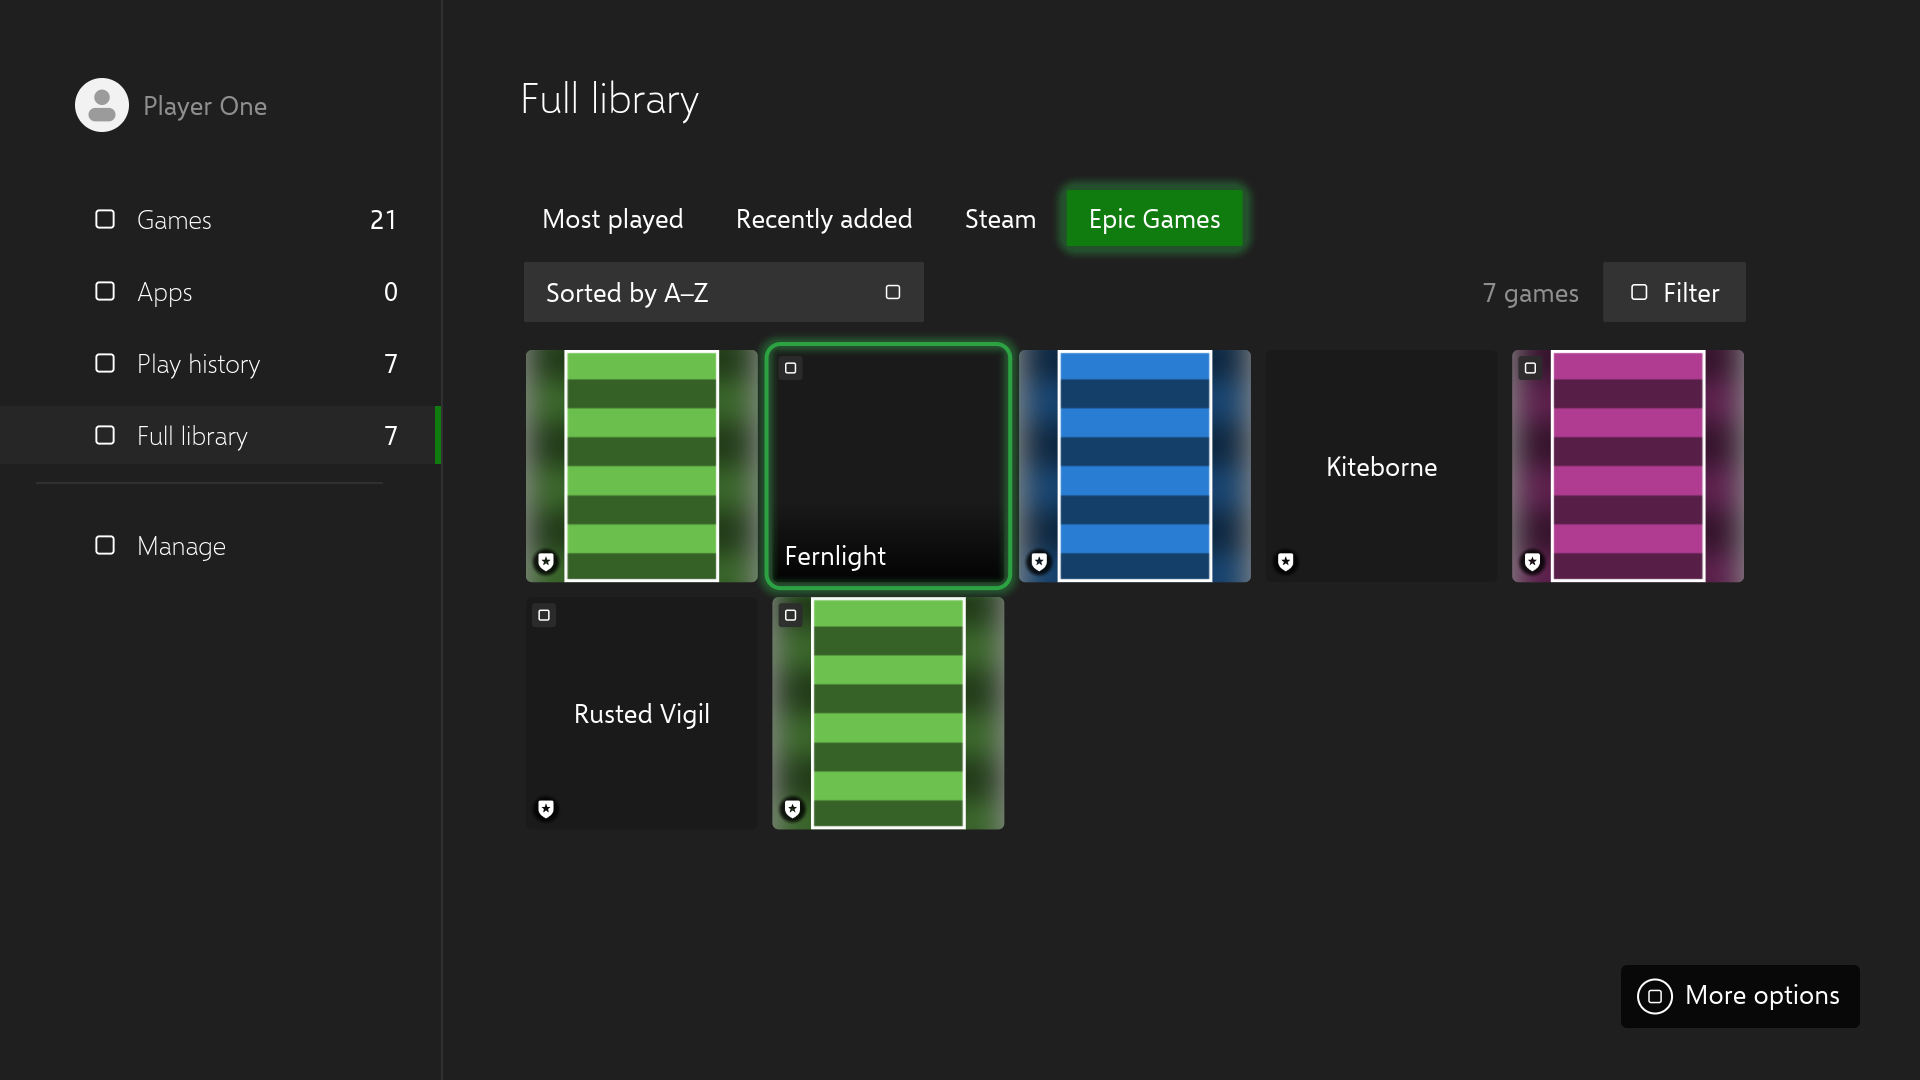 Player One
Full library
Games 21
Apps 0
Play history 7
Full library 7
Manage
Most played Recently added Steam Epic Games
Sorted by A–Z
7 games
Filter
Fernlight
Kiteborne
Rusted Vigil
More options